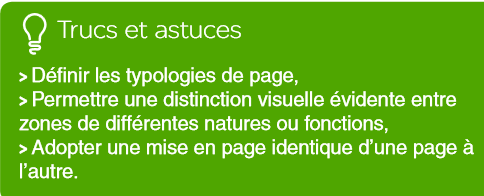 Trucs et astuces
> Définir les typologies de page,
> Permettre une distinction visuelle évidente entre
zones de différentes natures ou fonctions,
> Adopter une mise en page identique d’une page à
l’autre.